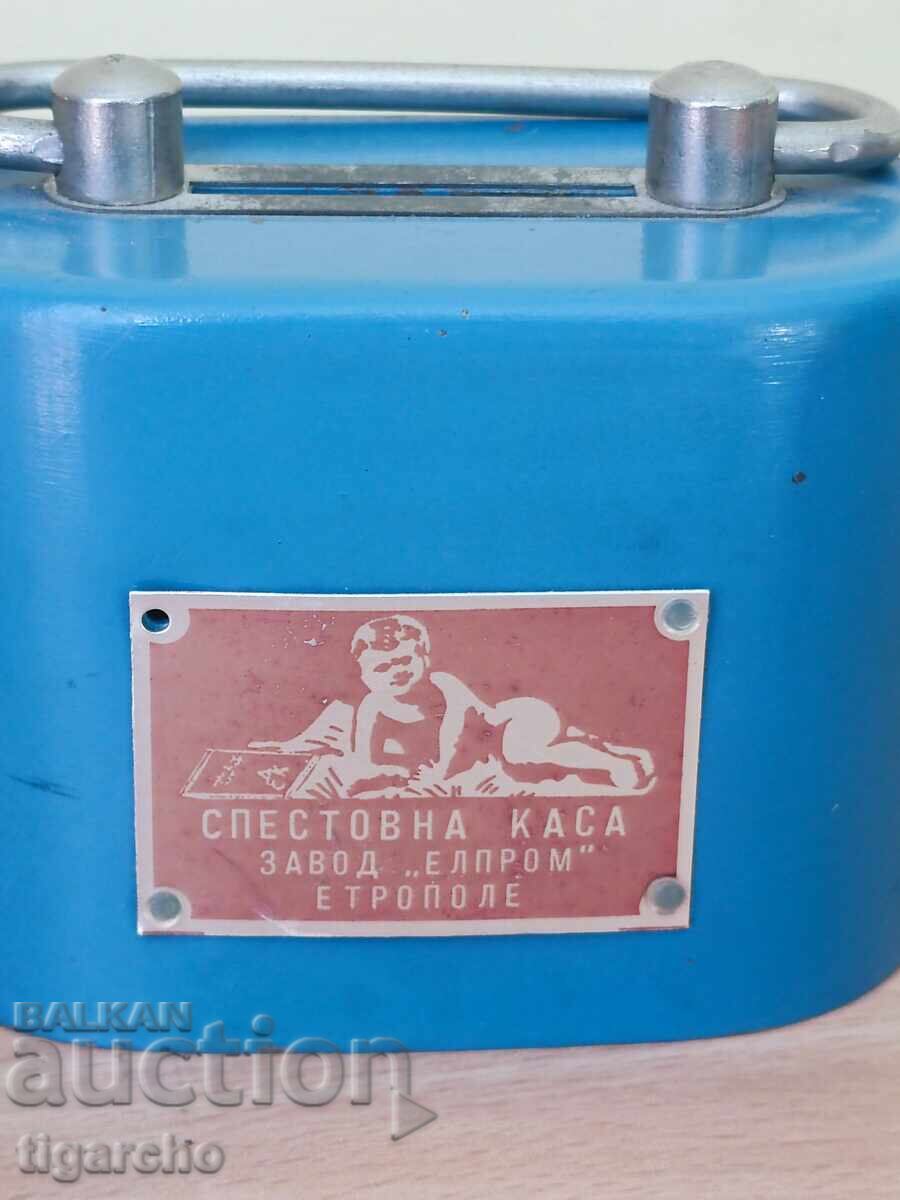 СПЕСТОВНА КАСА
ЗАВОД „ЕЛПРОМ"
ЕТРОПОЛЕ
BALKAN
auction
tigarcho